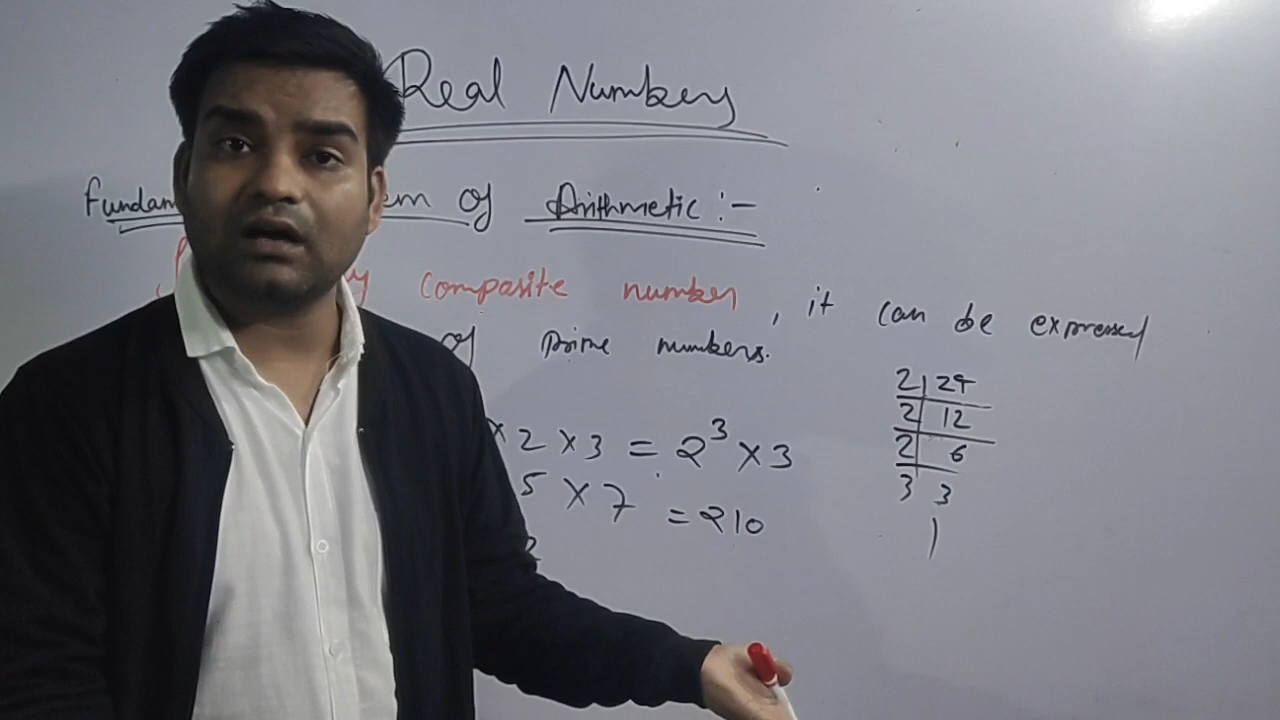 Real Numbers
Fundam em of Arithmetic :-
y composite number, it can be expressed
of prime numbers.
2 | 24
2 | 12
2 | 6
3 3
1
× 2 × 3 = 2³ × 3
5 × 7 = 210
2